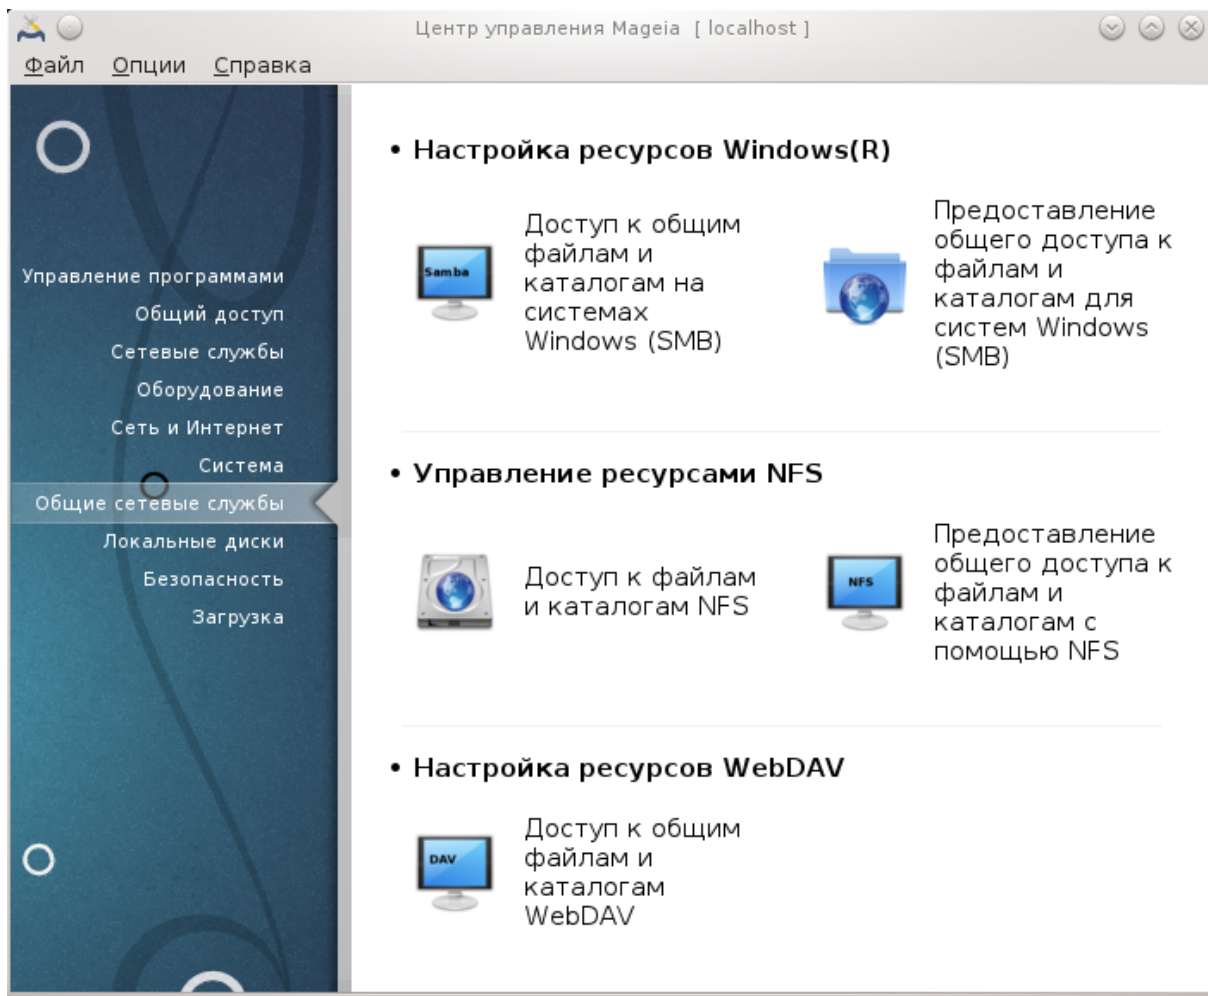 Центр управления Mageia [ localhost ]
Файл Опции Справка
Управление программами
Общий доступ
Сетевые службы
Оборудование
Сеть и Интернет
Система
Общие сетевые службы
Локальные диски
Безопасность
Загрузка
• Настройка ресурсов Windows(R)
Samba
Доступ к общим
файлам и
каталогам на
системах
Windows (SMB)
Предоставление
общего доступа к
файлам и
каталогам для
систем Windows
(SMB)
• Управление ресурсами NFS
Доступ к файлам
и каталогам NFS
NFS
Предоставление
общего доступа к
файлам и
каталогам с
помощью NFS
• Настройка ресурсов WebDAV
DAV
Доступ к общим
файлам и
каталогам
WebDAV